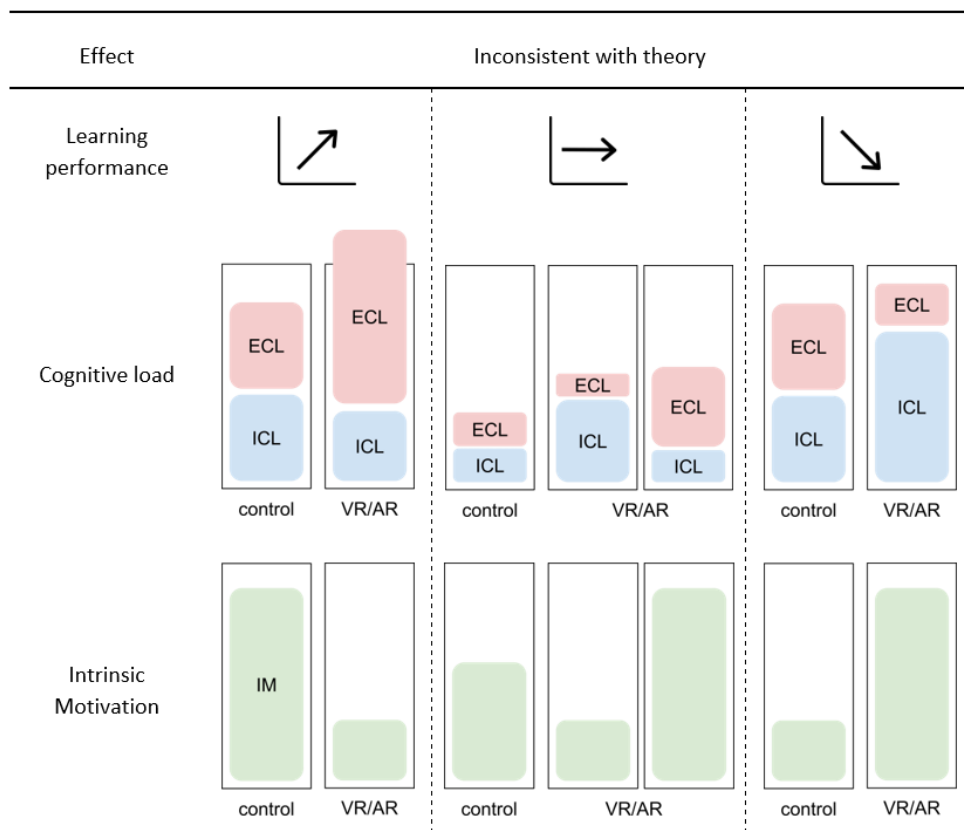 Effect
Inconsistent with theory
Learning
performance
Cognitive load
ECL
ICL
control
ECL
ICL
VR/AR
ECL
ICL
control
ECL
ICL
ECL
ICL
VR/AR
ECL
ICL
control
ECL
ICL
VR/AR
Intrinsic
Motivation
IM
control
VR/AR
control
VR/AR
control
VR/AR